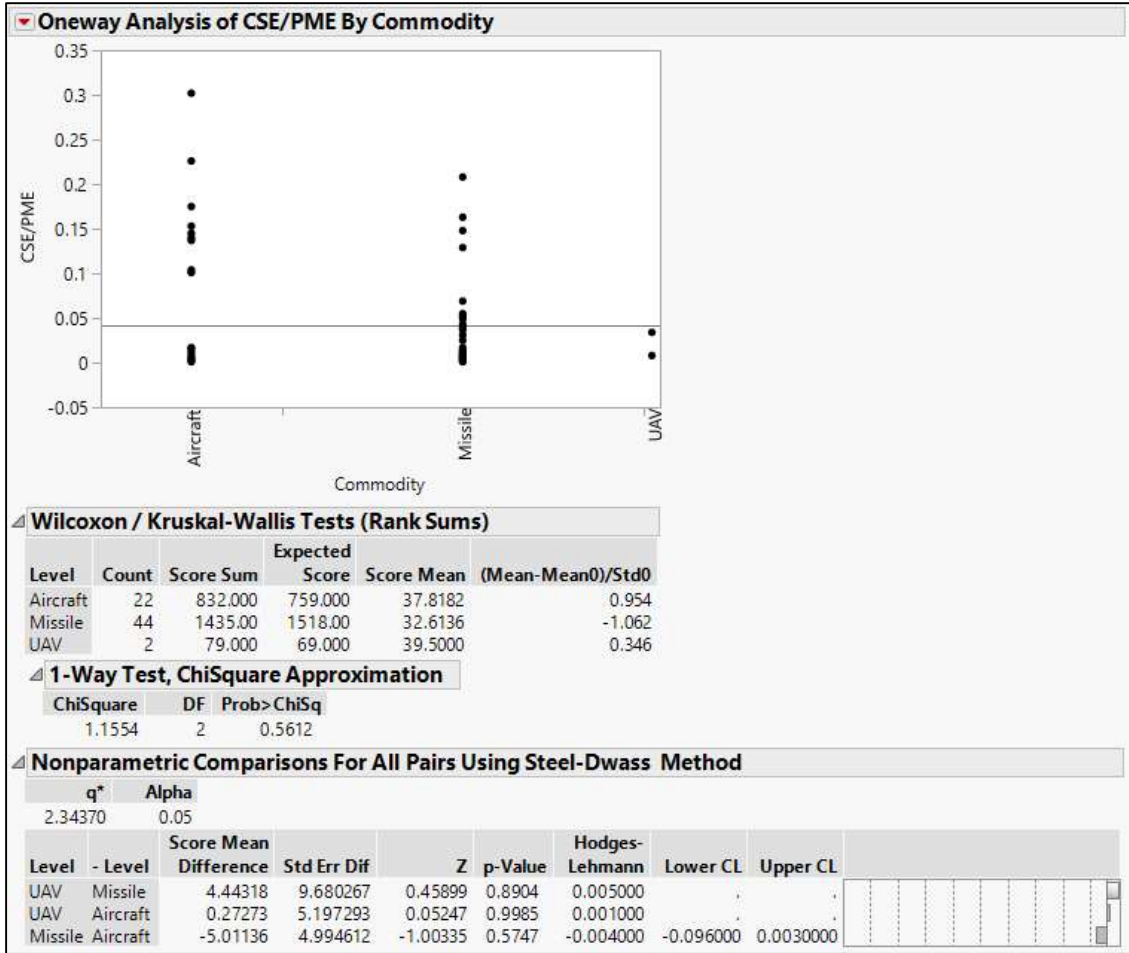 Oneway Analysis of CSE/PME By Commodity
0.35
0.3
0.25
0.2
0.15
0.1
0.05
0
-0.05
CSE/PME
Aircraft
Missile
UAV
Commodity
Wilcoxon / Kruskal-Wallis Tests (Rank Sums)
Expected
Level Count Score Sum Score Score Mean (Mean-Mean0)/Std0
Aircraft 22 832.000 759.000 37.8182 0.954
Missile 44 1435.00 1518.00 32.6136 -1.062
UAV 2 79.000 69.000 39.5000 0.346
1-Way Test, ChiSquare Approximation
ChiSquare DF Prob>ChiSq
1.1554 2 0.5612
Nonparametric Comparisons For All Pairs Using Steel-Dwass Method
q* Alpha
2.34370 0.05
Score Mean Hodges-
Level - Level Difference Std Err Dif Z p-Value Lehmann Lower CL Upper CL
UAV Missile 4.44318 9.680267 0.45899 0.8904 0.005000 . .
UAV Aircraft 0.27273 5.197293 0.05247 0.9985 0.001000 . .
Missile Aircraft -5.01136 4.994612 -1.00335 0.5747 -0.004000 -0.096000 0.0030000